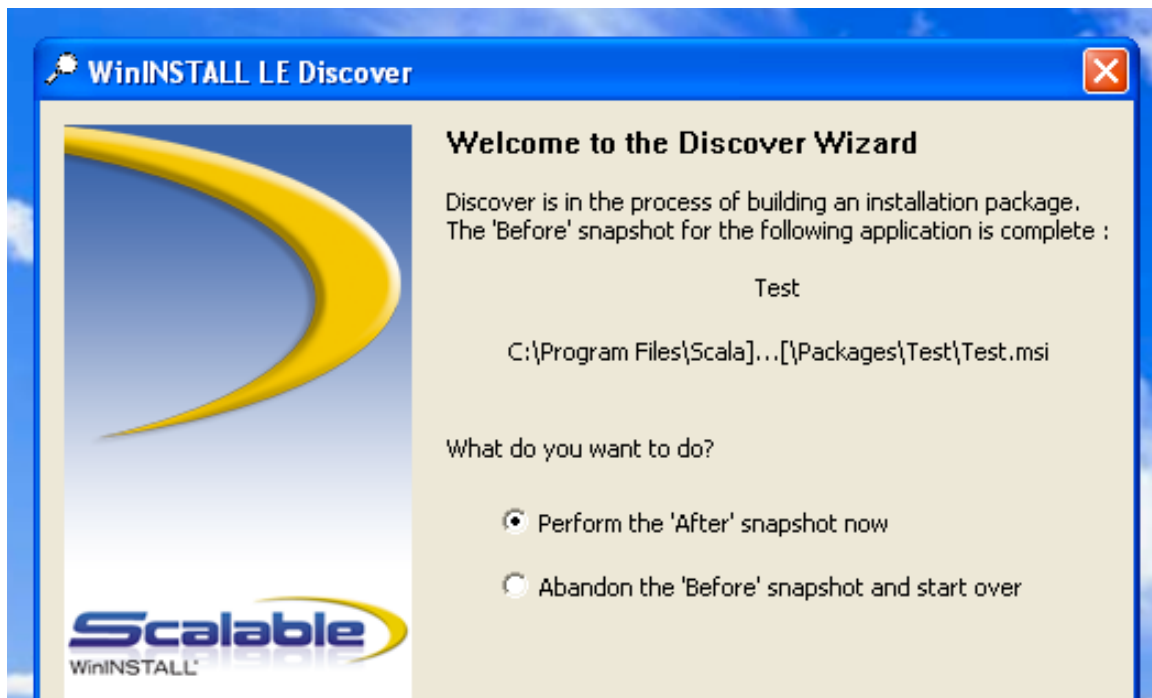 WinINSTALL LE Discover
Welcome to the Discover Wizard
Discover is in the process of building an installation package.
The 'Before' snapshot for the following application is complete :
Test
C:\Program Files\Scala]...[\Packages\Test\Test.msi
What do you want to do?
Perform the 'After' snapshot now
Abandon the 'Before' snapshot and start over
Scalable
WinINSTALL